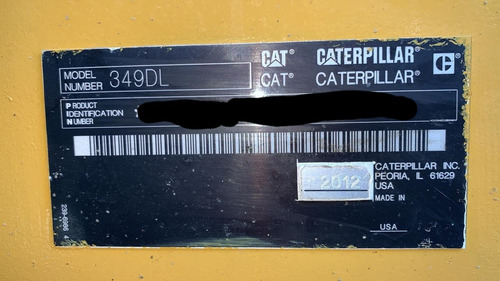 CAT CATERPILLAR C
MODEL NUMBER 349DL
CAT® CATERPILLAR®
PRODUCT IDENTIFICATION NUMBER
CATERPILLAR INC.
PEORIA, IL 61629
USA
2012
MADE IN
USA